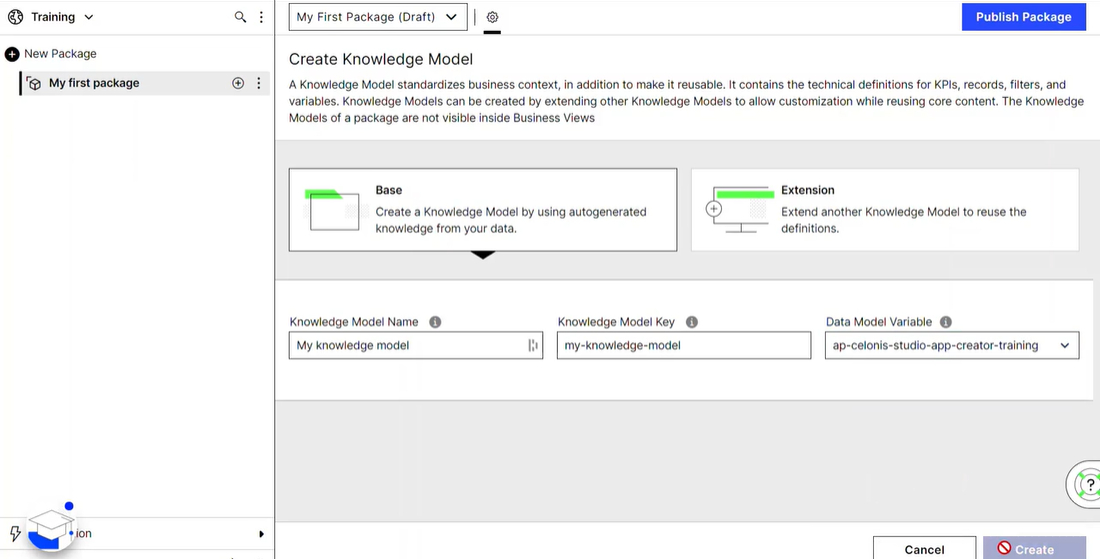 Training
New Package
My first package
ion
My First Package (Draft)
Publish Package
Create Knowledge Model
A Knowledge Model standardizes business context, in addition to make it reusable. It contains the technical definitions for KPIs, records, filters, and
variables. Knowledge Models can be created by extending other Knowledge Models to allow customization while reusing core content. The Knowledge
Models of a package are not visible inside Business Views
Base
Create a Knowledge Model by using autogenerated
knowledge from your data.
Extension
Extend another Knowledge Model to reuse the
definitions.
Knowledge Model Name
My knowledge model
Knowledge Model Key
my-knowledge-model
Data Model Variable
ap-celonis-studio-app-creator-training
?
Cancel
Create